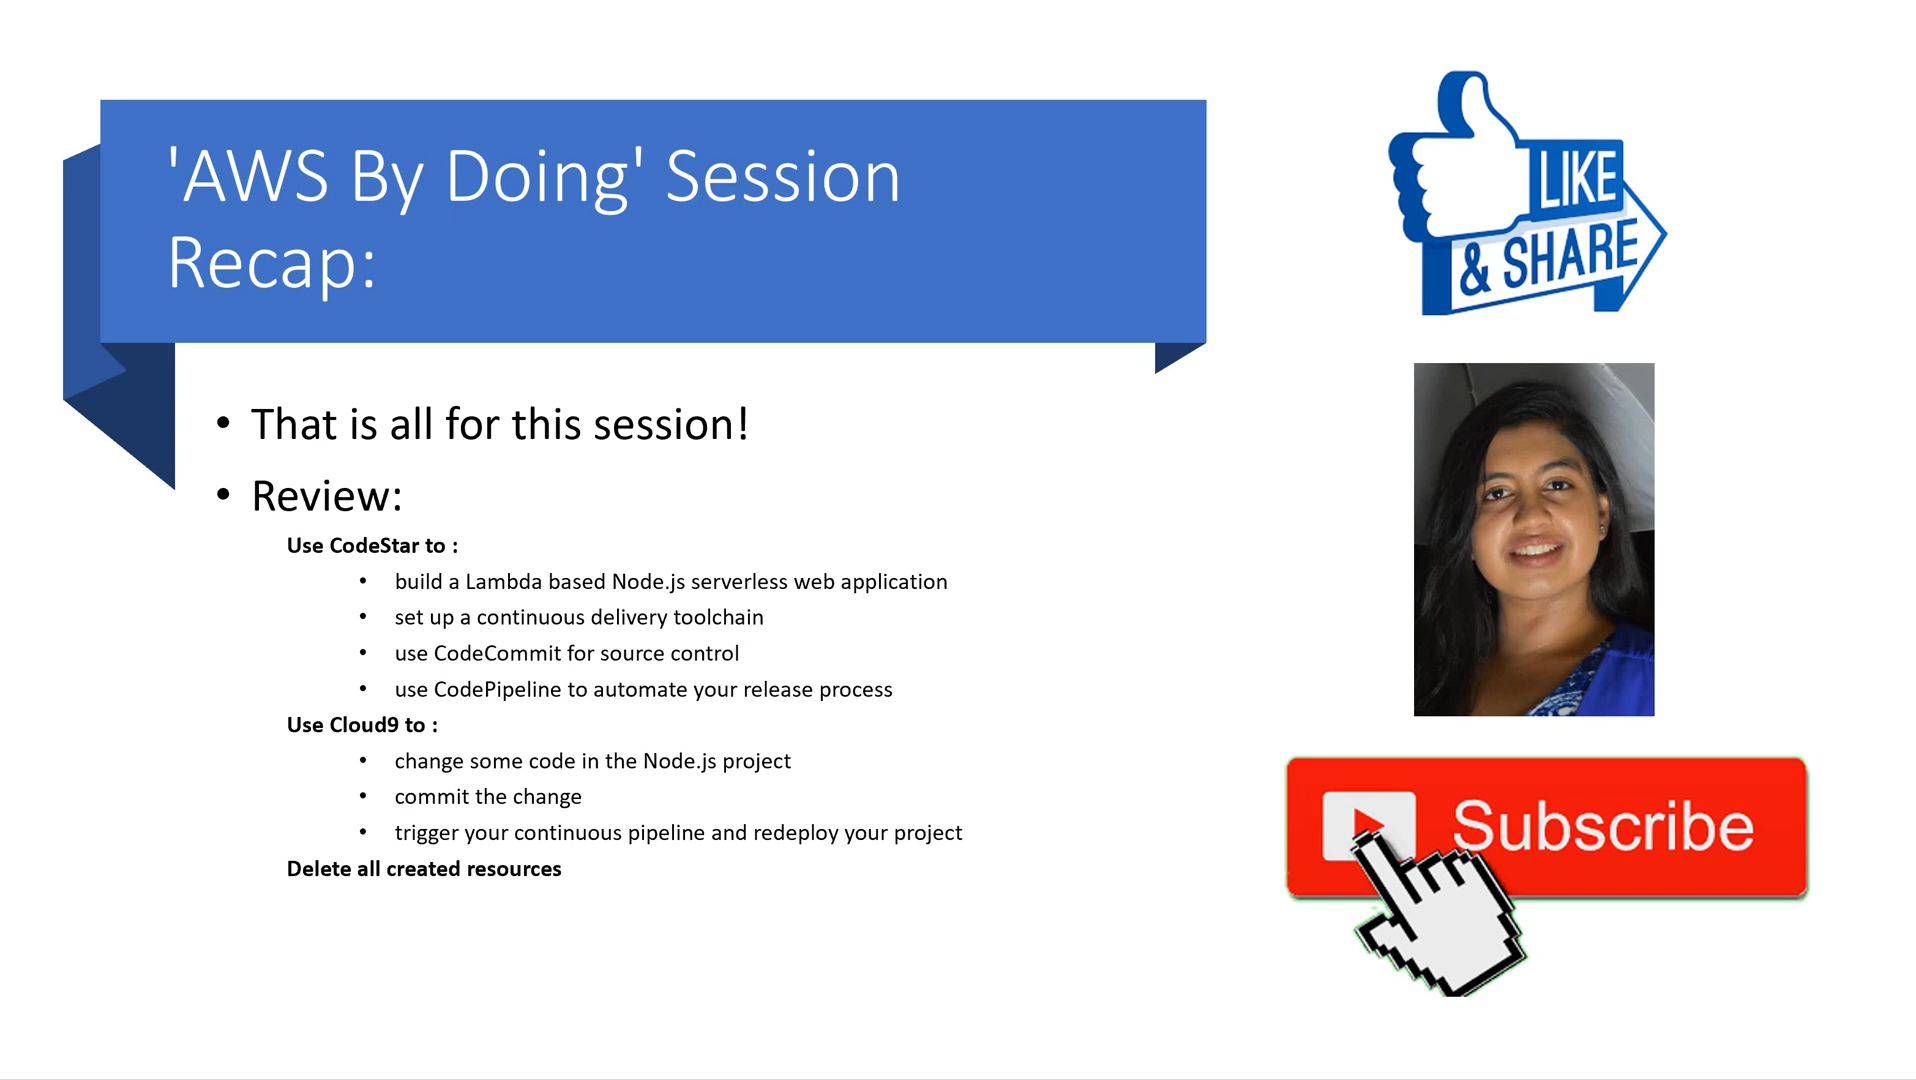 'AWS By Doing' Session
Recap:
• That is all for this session!
• Review:
Use CodeStar to :
• build a Lambda based Node.js serverless web application
• set up a continuous delivery toolchain
• use CodeCommit for source control
• use CodePipeline to automate your release process
Use Cloud9 to :
• change some code in the Node.js project
• commit the change
• trigger your continuous pipeline and redeploy your project
Delete all created resources
LIKE
& SHARE
Subscribe